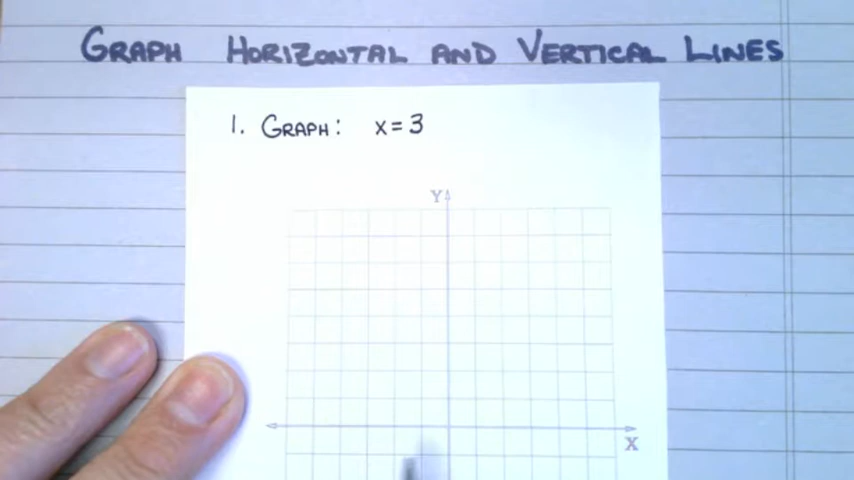 GRAPH HORIZONTAL AND VERTICAL LINES
1. GRAPH: x=3
Y
X